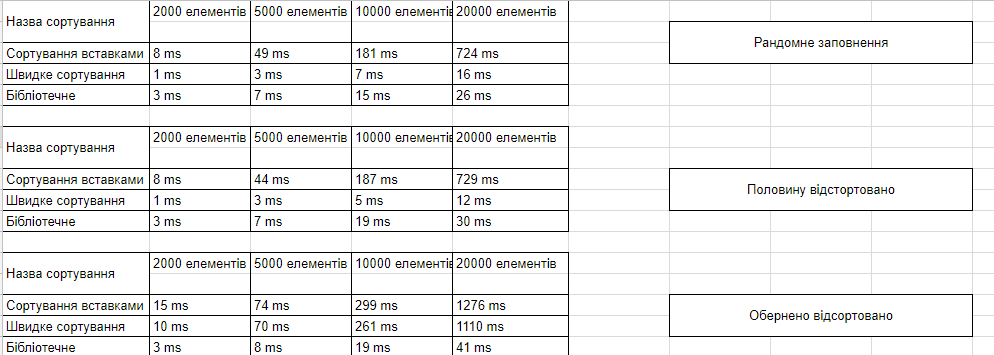 Назва сортування 2000 елементів 5000 елементів 10000 елементів 20000 елементів
Рандомне заповнення
Сортування вставками 8 ms 49 ms 181 ms 724 ms
Швидке сортування 1 ms 3 ms 7 ms 16 ms
Бібліотечне 3 ms 7 ms 15 ms 26 ms
Назва сортування 2000 елементів 5000 елементів 10000 елементів 20000 елементів
Сортування вставками 8 ms 44 ms 187 ms 729 ms
Половину відстортовано
Швидке сортування 1 ms 3 ms 5 ms 12 ms
Бібліотечне 3 ms 7 ms 19 ms 30 ms
Назва сортування 2000 елементів 5000 елементів 10000 елементів 20000 елементів
Сортування вставками 15 ms 74 ms 299 ms 1276 ms
Обернено відсортовано
Швидке сортування 10 ms 70 ms 261 ms 1110 ms
Бібліотечне 3 ms 8 ms 19 ms 41 ms